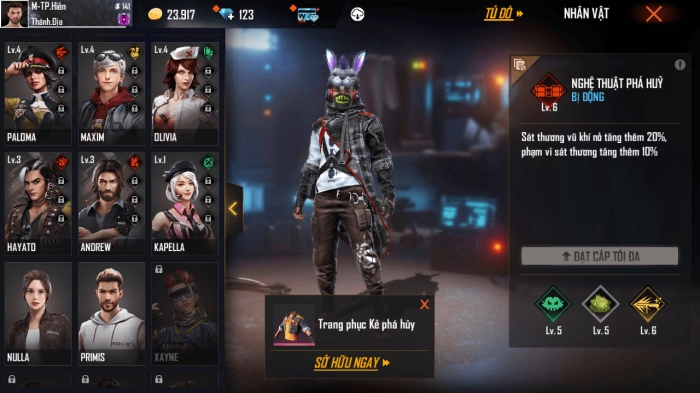 M-TP.Hiên
# 141
Thánh.Địa
23.917
123
TỦ ĐỒ
NHÂN VẬT
Lv.4
Lv.4
Lv.4
PALOMA
MAXIM
OLIVIA
Lv.3
Lv.3
Lv.1
HAYATO
ANDREW
KAPELLA
NULLA
PRIMIS
XAYNE
Trang phục Kẻ phá hủy
SỞ HỮU NGAY
NGHỆ THUẬT PHÁ HUỶ
BỊ ĐỘNG
Lv. 6
Sát thương vũ khí nổ tăng thêm 20%,
phạm vi sát thương tăng thêm 10%
ĐẠT CẤP TỐI ĐA
Lv. 5
Lv. 5
Lv. 6